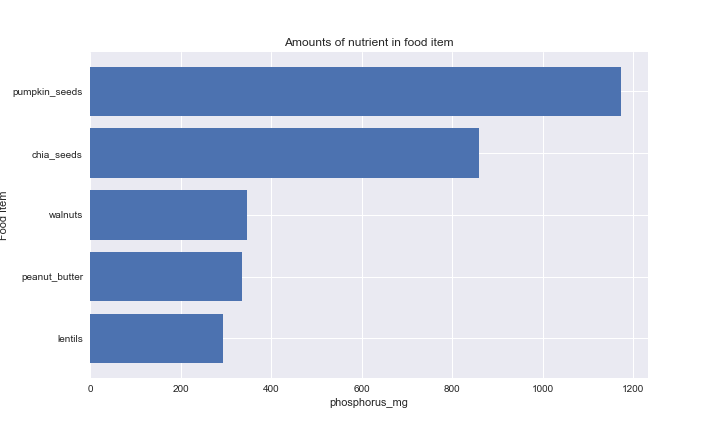 Amounts of nutrient in food item
Food item
pumpkin_seeds
chia_seeds
walnuts
peanut_butter
lentils
0 200 400 600 800 1000 1200
phosphorus_mg